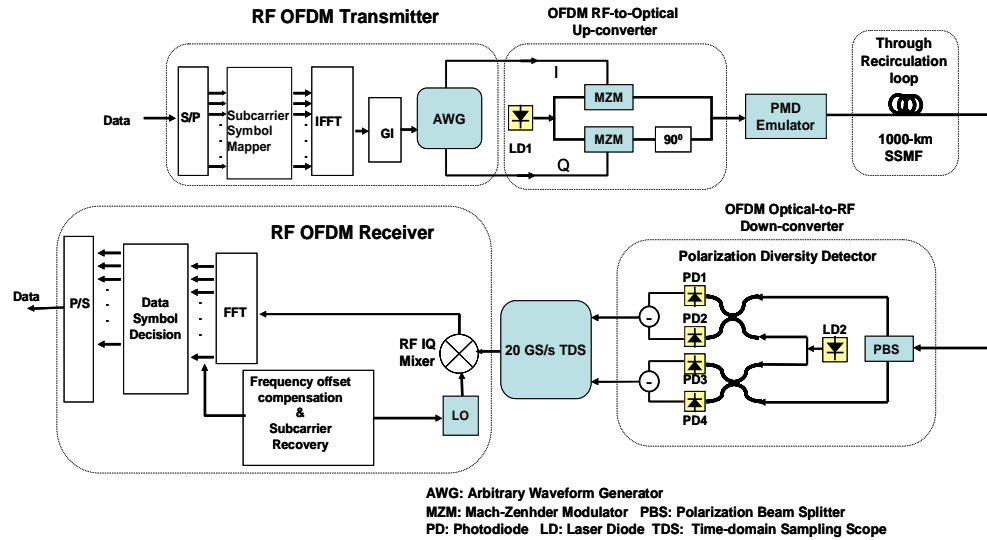 RF OFDM Transmitter
OFDM RF-to-Optical
Up-converter
Through
Recirculation
loop
1000-km
SSMF
Data
S/P
Subcarrier
Symbol
Mapper
IFFT
GI
AWG
I
Q
LD1
MZM
MZM
90⁰
PMD
Emulator
RF OFDM Receiver
OFDM Optical-to-RF
Down-converter
Polarization Diversity Detector
Data
P/S
Data
Symbol
Decision
FFT
RF IQ
Mixer
Frequency offset
compensation
&
Subcarrier
Recovery
LO
20 GS/s TDS
-
-
PD1
PD2
PD3
PD4
LD2
PBS
AWG: Arbitrary Waveform Generator
MZM: Mach-Zenhder Modulator PBS: Polarization Beam Splitter
PD: Photodiode LD: Laser Diode TDS: Time-domain Sampling Scope